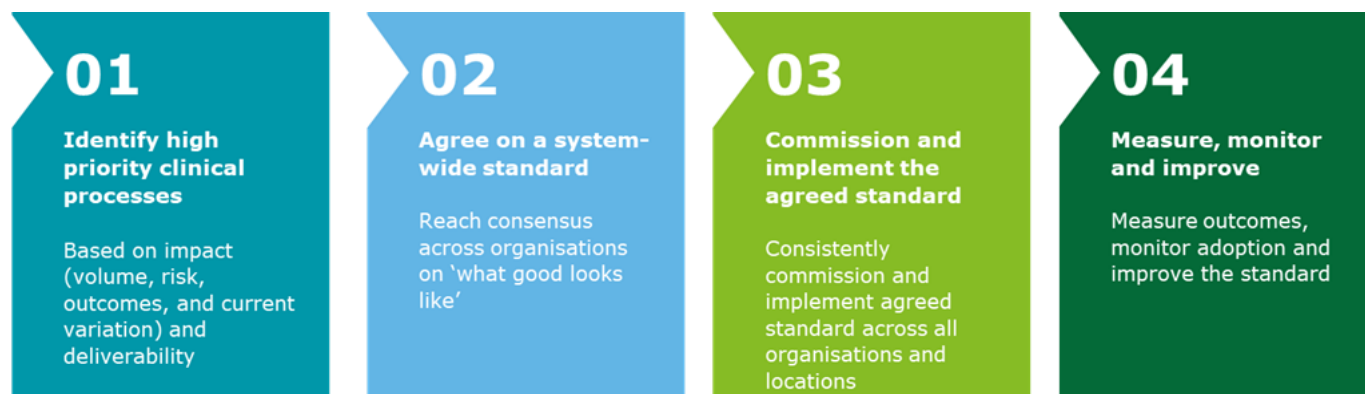 01
Identify high
priority clinical
processes
Based on impact
(volume, risk,
outcomes, and current
variation) and
deliverability
02
Agree on a system-
wide standard
Reach consensus
across organisations
on ‘what good looks
like’
03
Commission and
implement the
agreed standard
Consistently
commission and
implement agreed
standard across all
organisations and
locations
04
Measure, monitor
and improve
Measure outcomes,
monitor adoption and
improve the standard